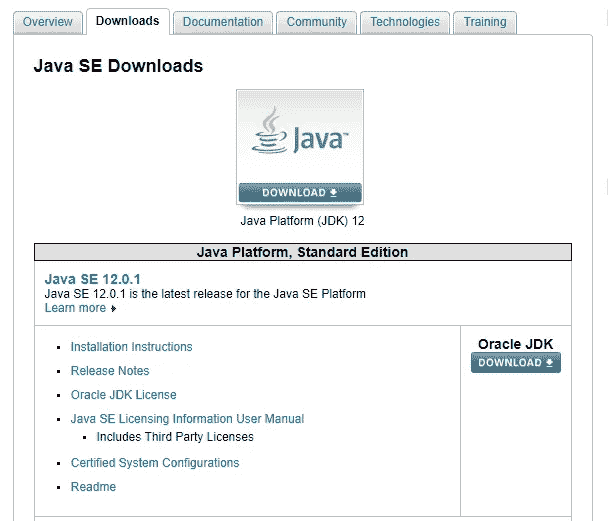 Overview Downloads Documentation Community Technologies Training
Java SE Downloads
Java™
DOWNLOAD
Java Platform (JDK) 12
Java Platform, Standard Edition
Java SE 12.0.1
Java SE 12.0.1 is the latest release for the Java SE Platform
Learn more
Installation Instructions
Release Notes
Oracle JDK License
Java SE Licensing Information User Manual
Includes Third Party Licenses
Certified System Configurations
Readme
Oracle JDK
DOWNLOAD